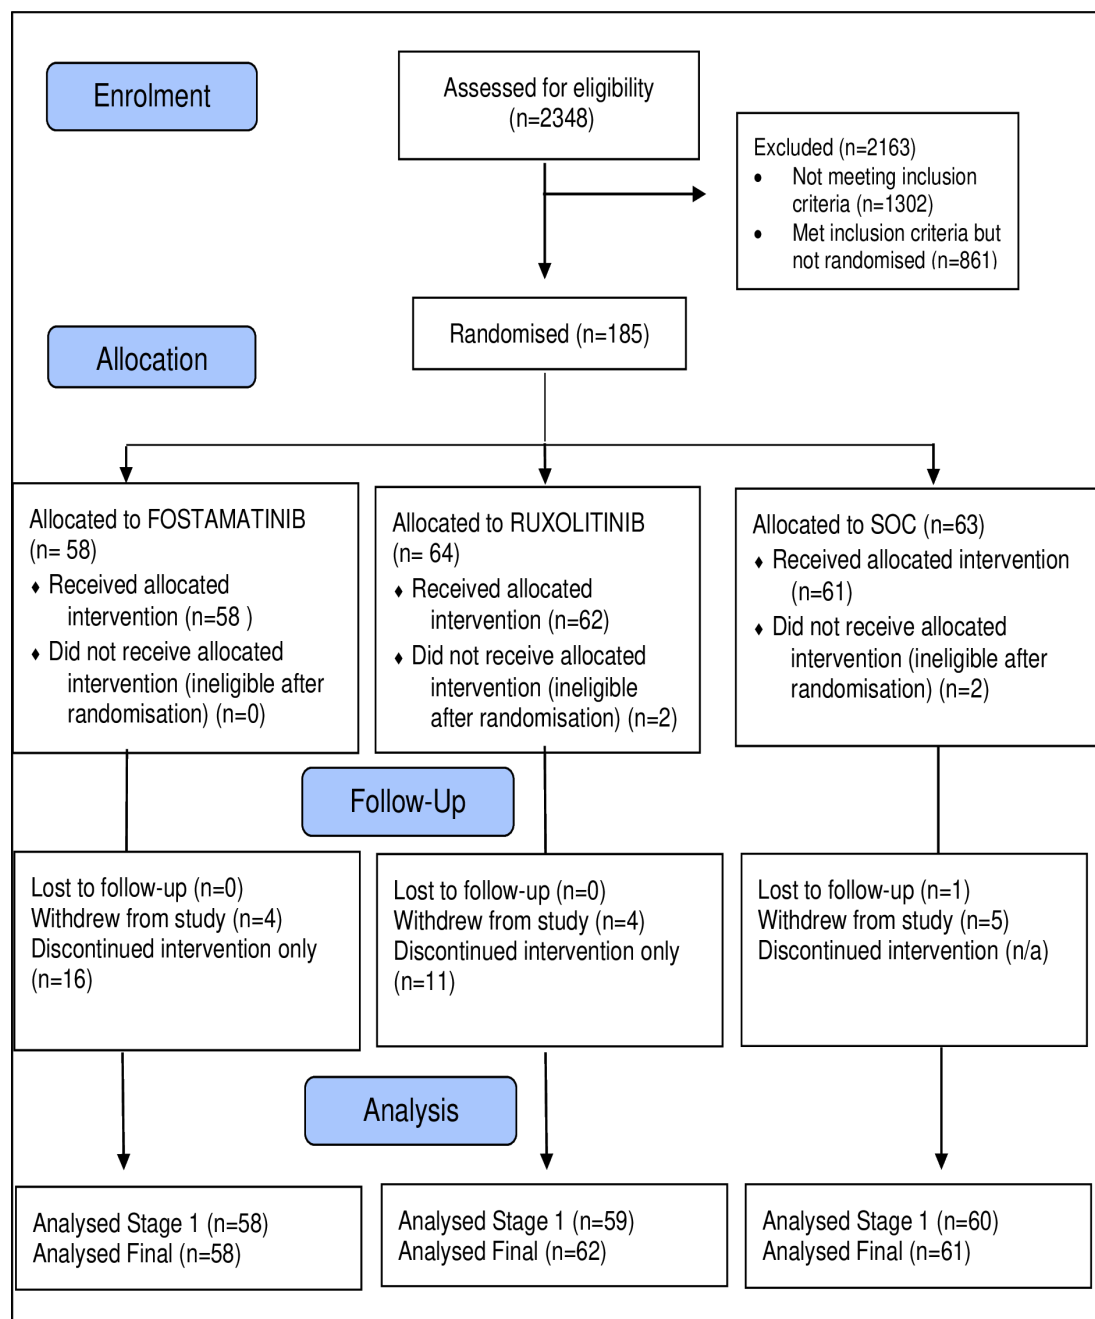 Enrolment
Assessed for eligibility
(n=2348)
Excluded (n=2163)
• Not meeting inclusion
criteria (n=1302)
• Met inclusion criteria but
not randomised (n=861)
Randomised (n=185)
Allocation
Allocated to FOSTAMATINIB
(n= 58)
♦ Received allocated
intervention (n=58 )
♦ Did not receive allocated
intervention (ineligible after
randomisation) (n=0)
Allocated to RUXOLITINIB
(n= 64)
♦ Received allocated
intervention (n=62)
♦ Did not receive allocated
intervention (ineligible
after randomisation) (n=2)
Allocated to SOC (n=63)
♦ Received allocated intervention
(n=61)
♦ Did not receive allocated
intervention (ineligible after
randomisation) (n=2)
Follow-Up
Lost to follow-up (n=0)
Withdrew from study (n=4)
Discontinued intervention only
(n=16)
Lost to follow-up (n=0)
Withdrew from study (n=4)
Discontinued intervention only
(n=11)
Lost to follow-up (n=1)
Withdrew from study (n=5)
Discontinued intervention (n/a)
Analysis
Analysed Stage 1 (n=58)
Analysed Final (n=58)
Analysed Stage 1 (n=59)
Analysed Final (n=62)
Analysed Stage 1 (n=60)
Analysed Final (n=61)